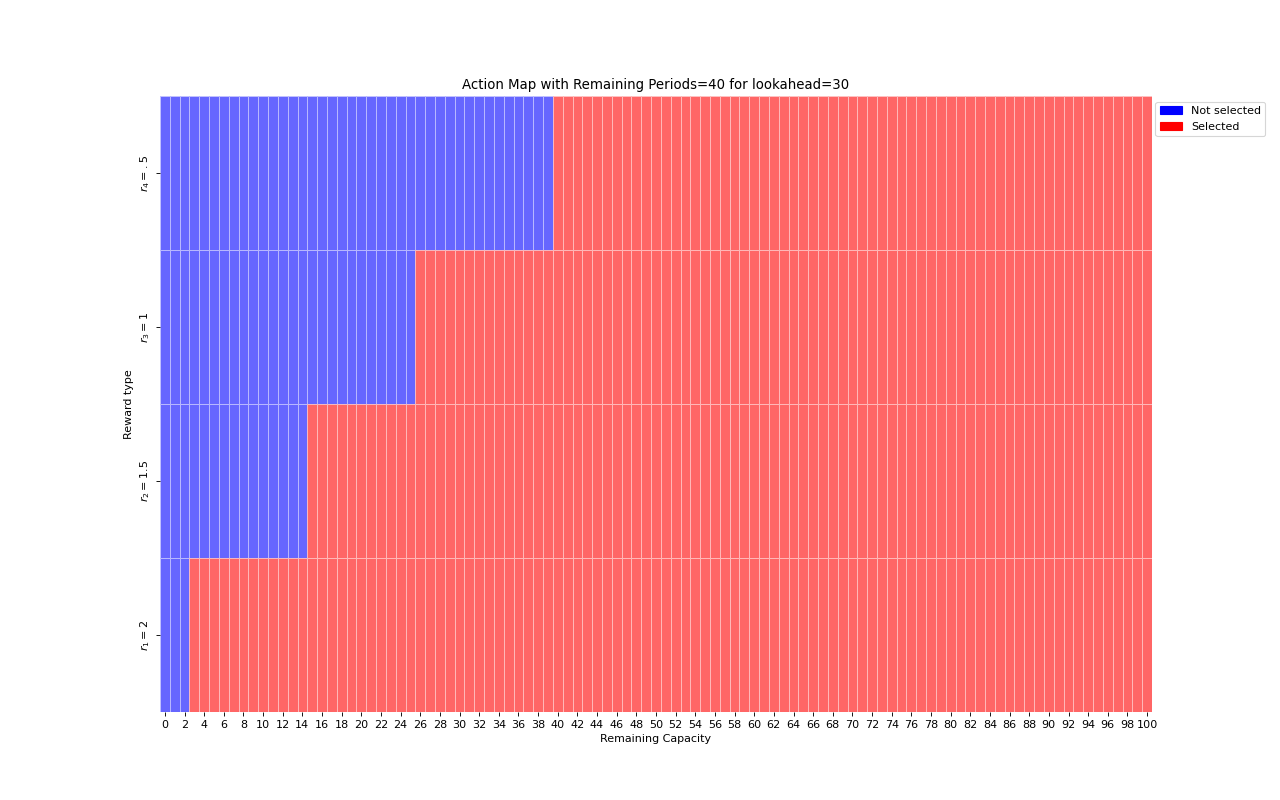 Action Map with Remaining Periods=40 for lookahead=30
Not selected
Selected
r₄ = .5
r₃ = 1
r₂ = 1.5
r₁ = 2
Reward type
0 2 4 6 8 10 12 14 16 18 20 22 24 26 28 30 32 34 36 38 40 42 44 46 48 50 52 54 56 58 60 62 64 66 68 70 72 74 76 78 80 82 84 86 88 90 92 94 96 98 100
Remaining Capacity